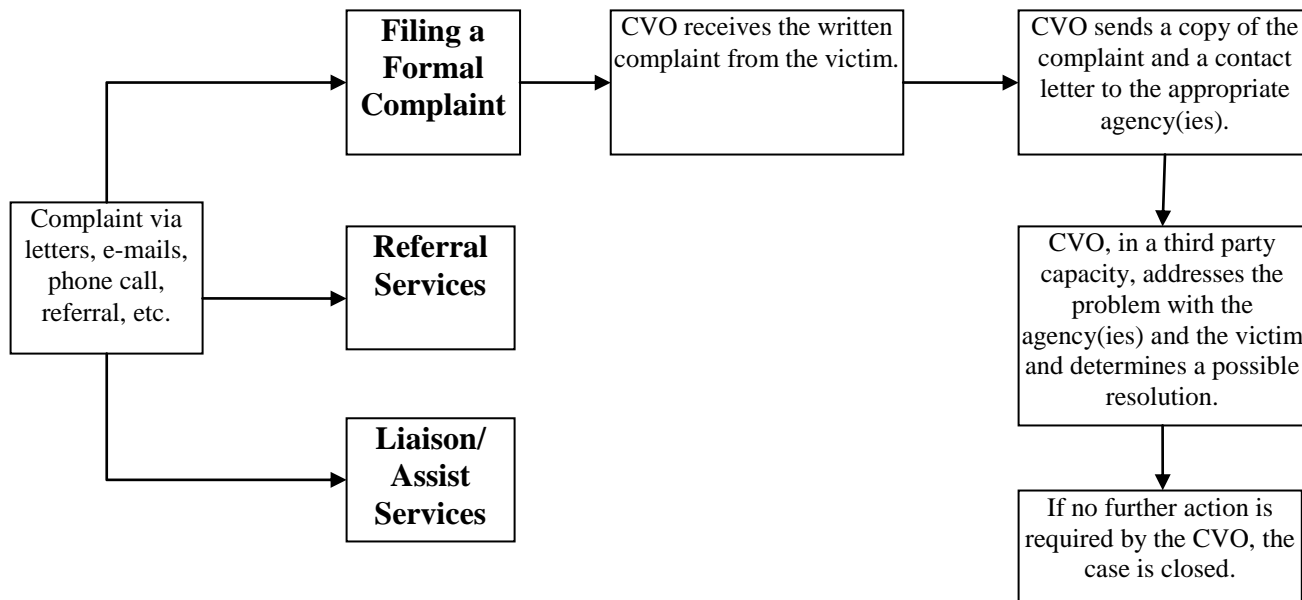 Filing a
Formal
Complaint
CVO receives the written
complaint from the victim.
CVO sends a copy of the
complaint and a contact
letter to the appropriate
agency(ies).
Complaint via
letters, e-mails,
phone call,
referral, etc.
Referral
Services
CVO, in a third party
capacity, addresses the
problem with the
agency(ies) and the victim
and determines a possible
resolution.
Liaison/
Assist
Services
If no further action is
required by the CVO, the
case is closed.